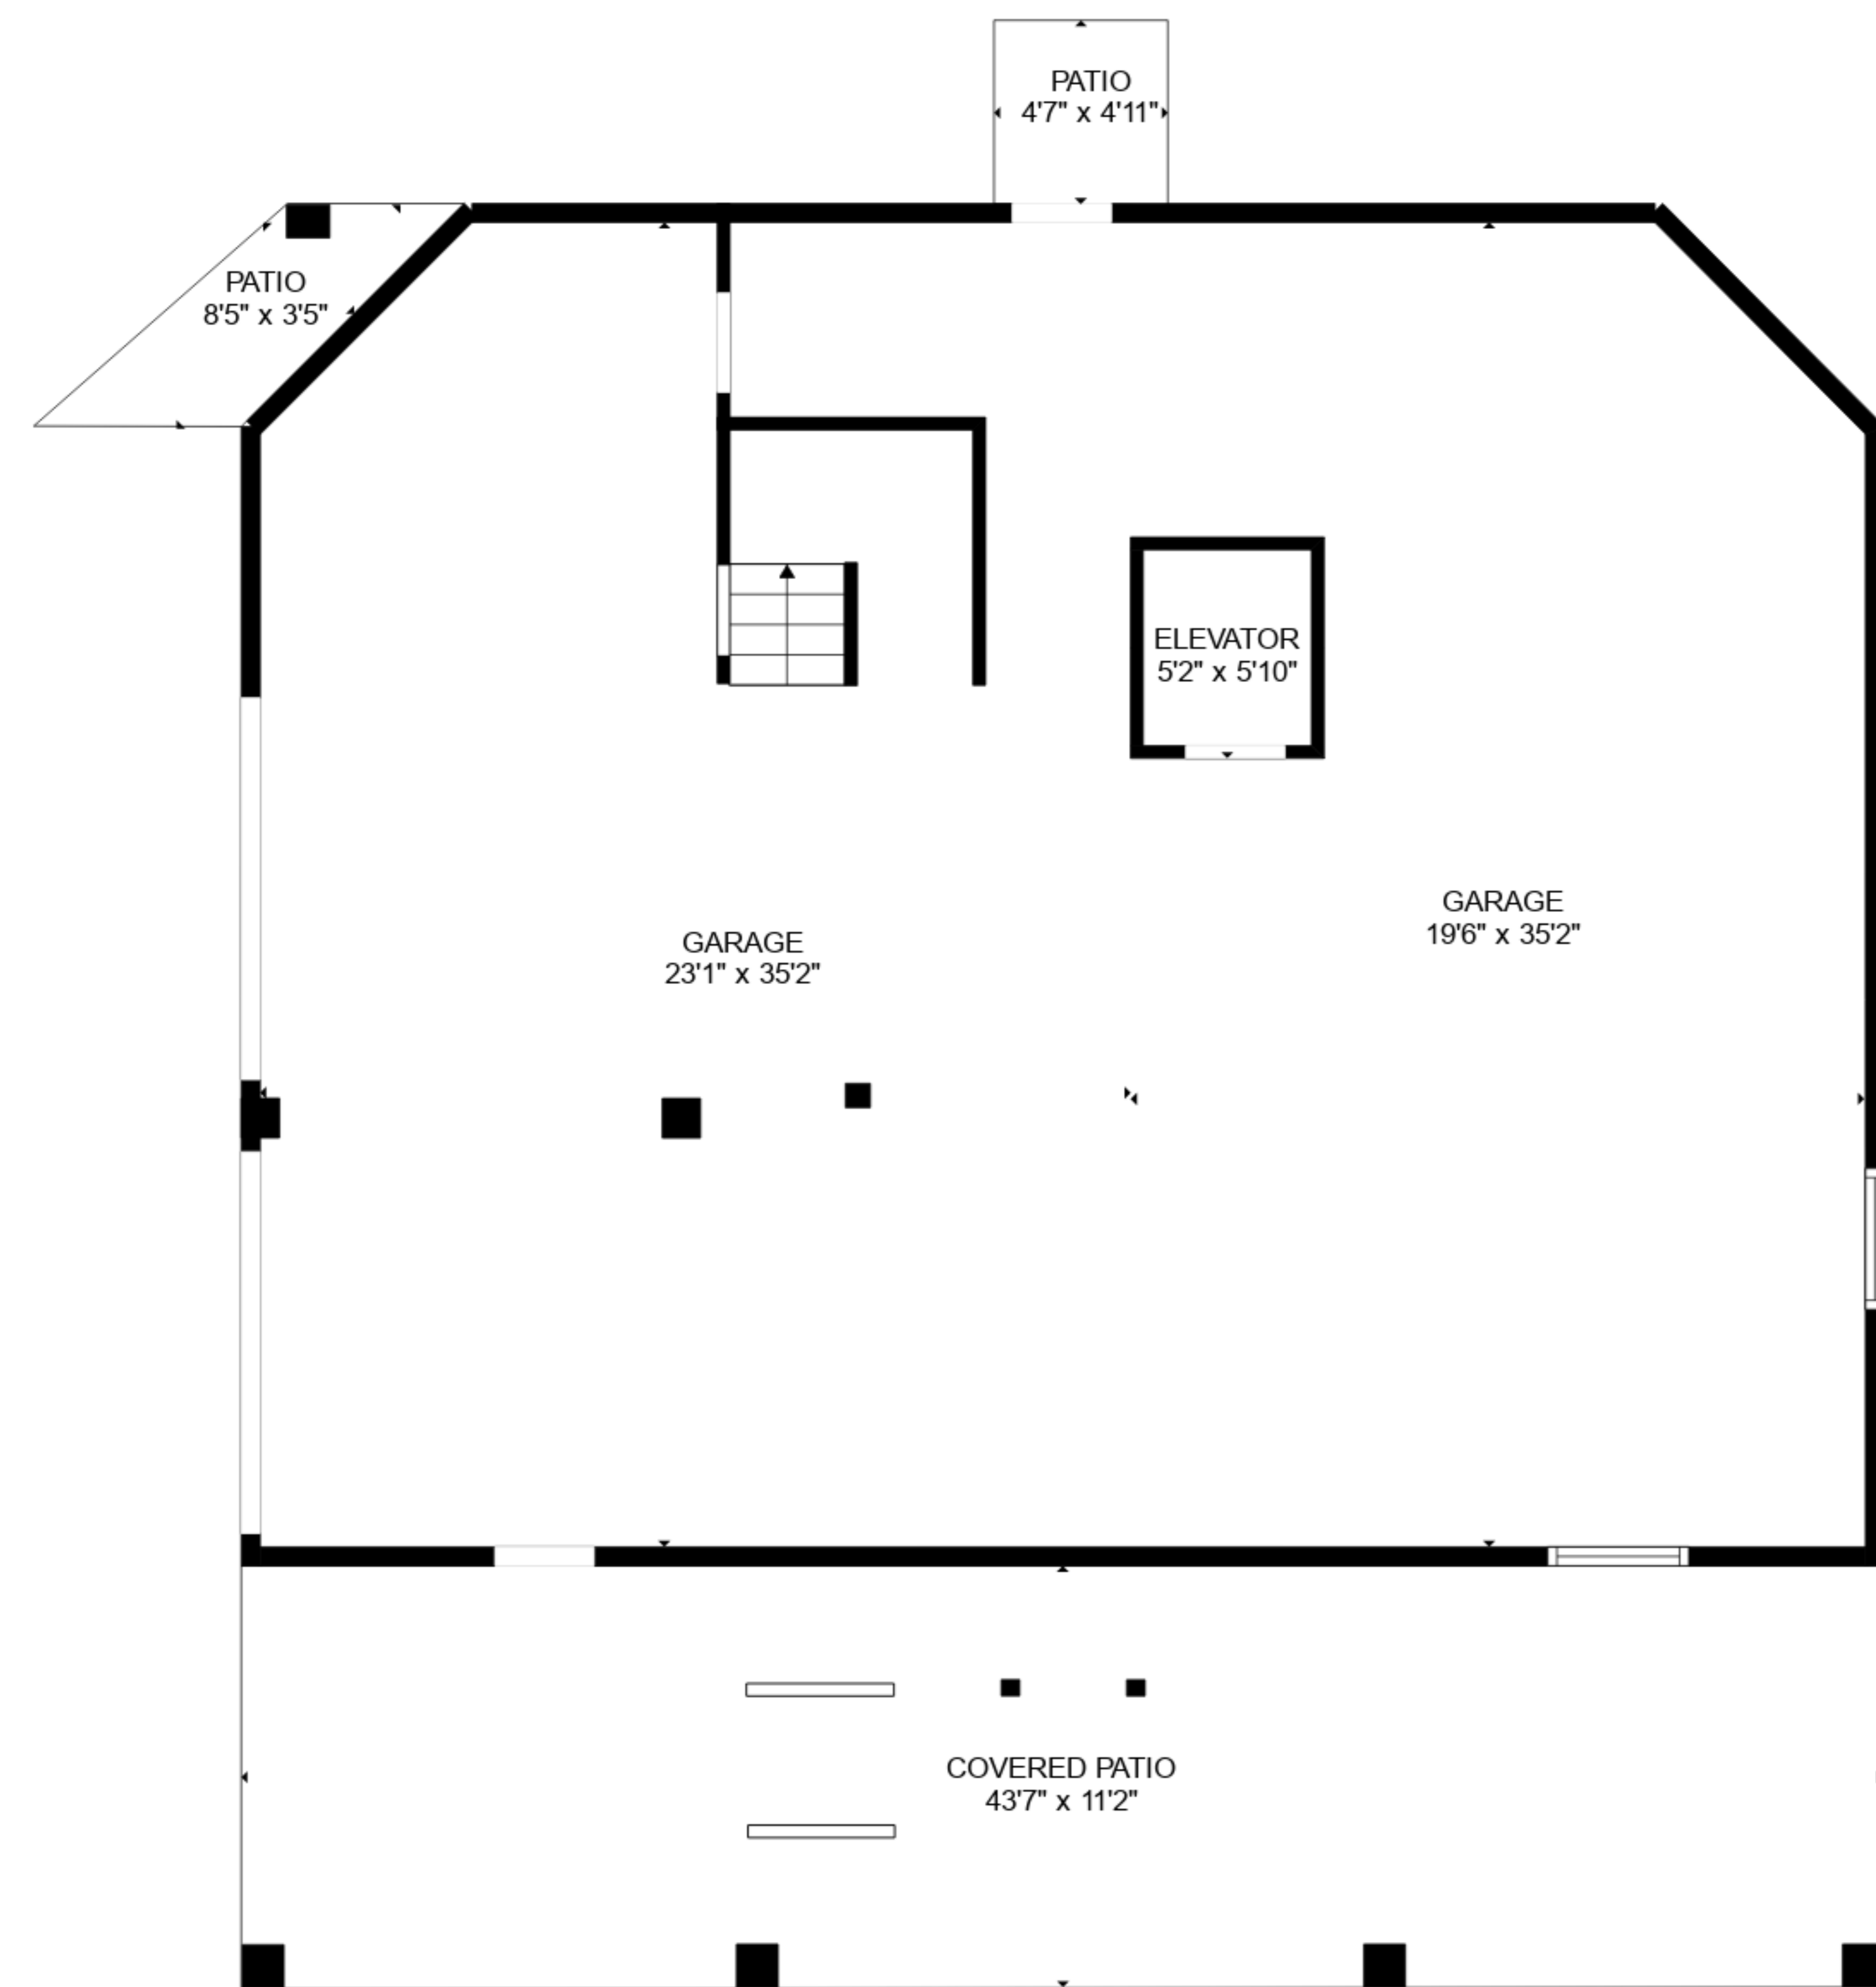 PATIO
4'7" x 4'11"
PATIO
8'5" x 3'5"
ELEVATOR
5'2" x 5'10"
GARAGE
19'6" x 35'2"
GARAGE
23'1" x 35'2"
COVERED PATIO
43'7" x 11'2"